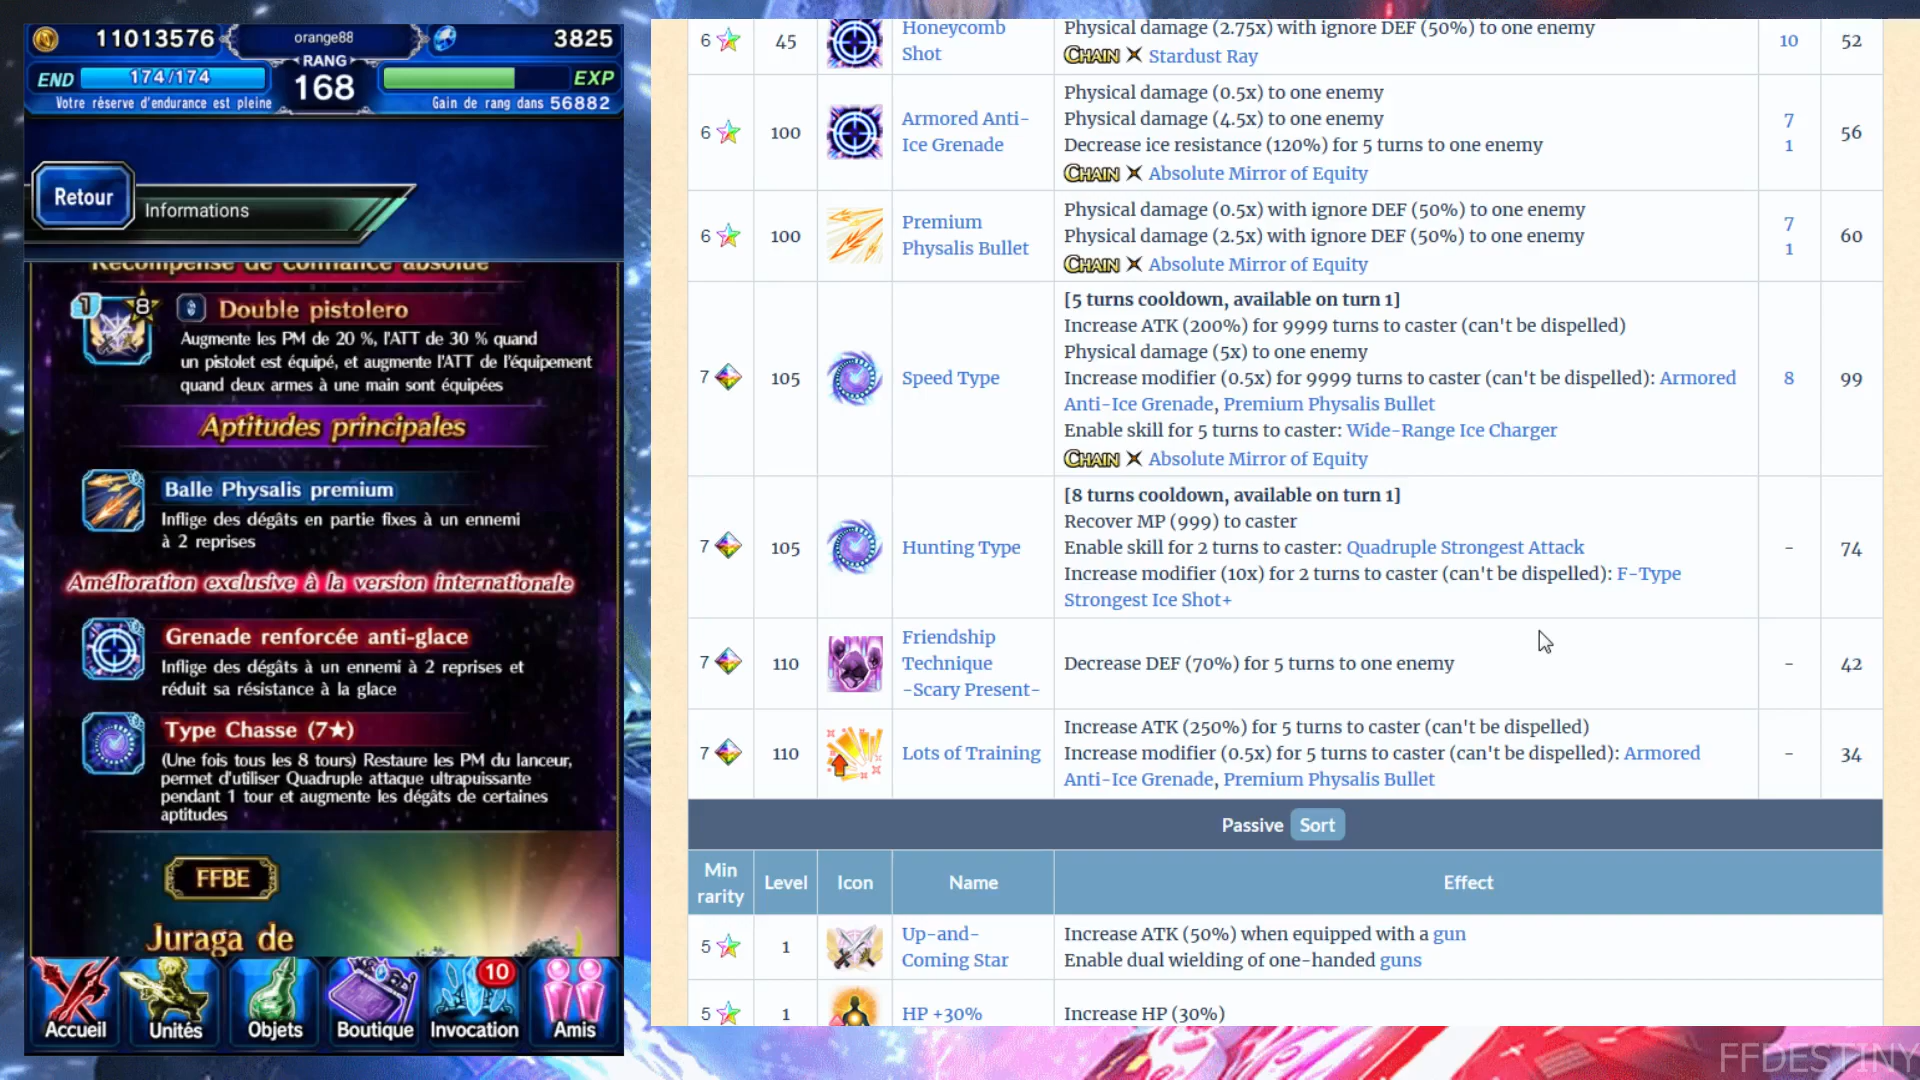 11013576
orange88
3825
RANG
168
END
174/174
EXP
Votre réserve d'endurance est pleine
Gain de rang dans 56882
Retour
Informations
Récompense de confiance absolue
1
8
Double pistolero
Augmente les PM de 20 %, l'ATT de 30 % quand
un pistolet est équipé, et augmente l'ATT de l'équipement
quand deux armes à une main sont équipées
Aptitudes principales
Balle Physalis premium
Inflige des dégâts en partie fixes à un ennemi
à 2 reprises
Amélioration exclusive à la version internationale
Grenade renforcée anti-glace
Inflige des dégâts à un ennemi à 2 reprises et
réduit sa résistance à la glace
Type Chasse (7★)
(Une fois tous les 8 tours) Restaure les PM du lanceur,
permet d'utiliser Quadruple attaque ultrapuissante
pendant 1 tour et augmente les dégâts de certaines
aptitudes
FFBE
Juraga de
Accueil
Unités
Objets
Boutique
10
Invocation
Amis
6 45 Honeycomb
Shot
Physical damage (2.75x) with ignore DEF (50%) to one enemy
CHAIN Stardust Ray
10 52
6 100 Armored Anti-
Ice Grenade
Physical damage (0.5x) to one enemy
Physical damage (4.5x) to one enemy
Decrease ice resistance (120%) for 5 turns to one enemy
CHAIN Absolute Mirror of Equity
7
1
56
6 100 Premium
Physalis Bullet
Physical damage (0.5x) with ignore DEF (50%) to one enemy
Physical damage (2.5x) with ignore DEF (50%) to one enemy
CHAIN Absolute Mirror of Equity
7
1
60
7 105 Speed Type
[5 turns cooldown, available on turn 1]
Increase ATK (200%) for 9999 turns to caster (can't be dispelled)
Physical damage (5x) to one enemy
Increase modifier (0.5x) for 9999 turns to caster (can't be dispelled): Armored
Anti-Ice Grenade, Premium Physalis Bullet
Enable skill for 5 turns to caster: Wide-Range Ice Charger
CHAIN Absolute Mirror of Equity
8 99
7 105 Hunting Type
[8 turns cooldown, available on turn 1]
Recover MP (999) to caster
Enable skill for 2 turns to caster: Quadruple Strongest Attack
Increase modifier (10x) for 2 turns to caster (can't be dispelled): F-Type
Strongest Ice Shot+
- 74
7 110 Friendship
Technique
-Scary Present-
Decrease DEF (70%) for 5 turns to one enemy
- 42
7 110 Lots of Training
Increase ATK (250%) for 5 turns to caster (can't be dispelled)
Increase modifier (0.5x) for 5 turns to caster (can't be dispelled): Armored
Anti-Ice Grenade, Premium Physalis Bullet
- 34
Passive Sort
Min
rarity
Level Icon Name Effect
5 1 Up-and-
Coming Star
Increase ATK (50%) when equipped with a gun
Enable dual wielding of one-handed guns
5 1 HP +30% Increase HP (30%)
FFDESTINY